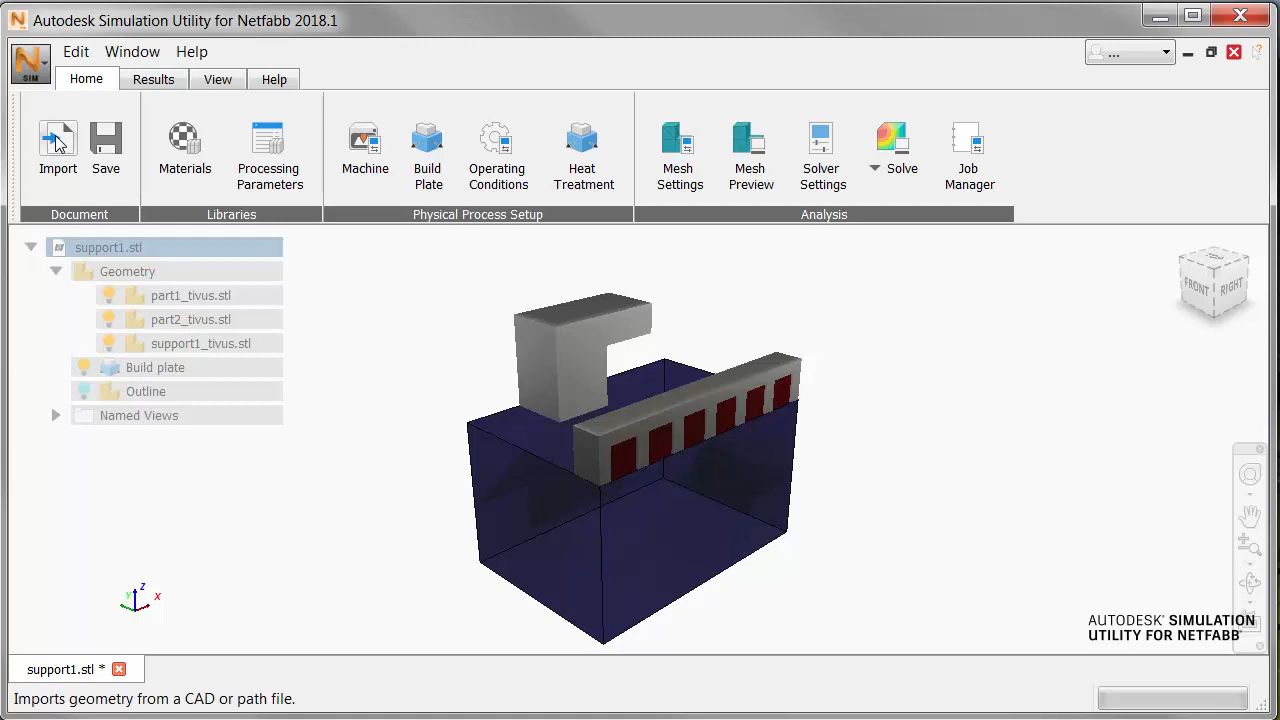 Autodesk Simulation Utility for Netfabb 2018.1
Edit Window Help
...
SIM
Home Results View Help
Import Save Materials Processing Parameters Machine Build Plate Operating Conditions Heat Treatment Mesh Settings Mesh Preview Solver Settings Solve Job Manager
Document Libraries Physical Process Setup Analysis
support1.stl
Geometry
part1_tivus.stl
part2_tivus.stl
support1_tivus.stl
Build plate
Outline
Named Views
FRONT RIGHT
Z
Y X
AUTODESK® SIMULATION
UTILITY FOR NETFABB®
support1.stl *
Imports geometry from a CAD or path file.